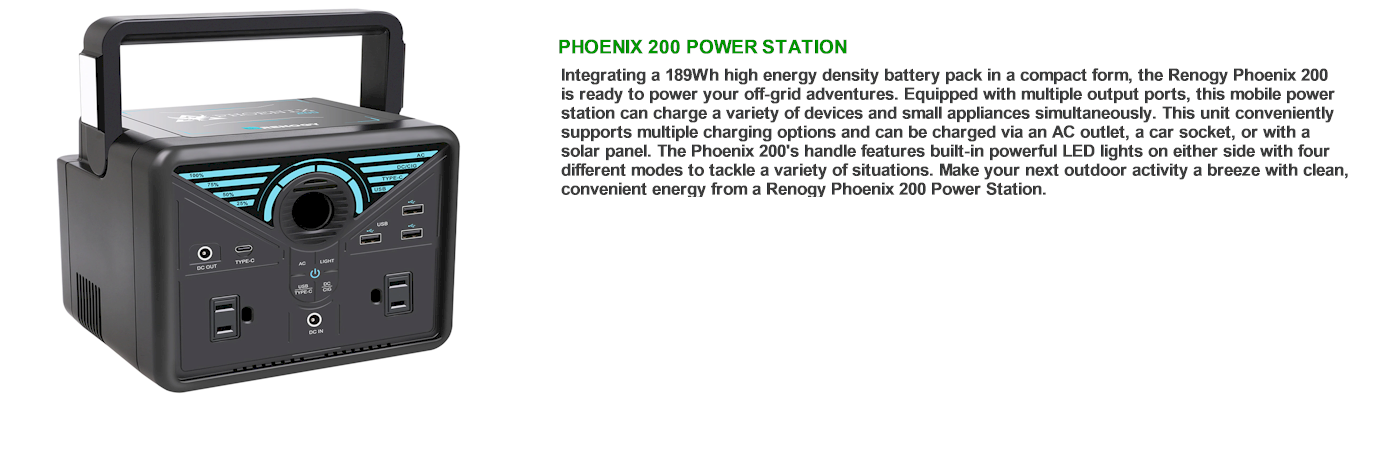 PHOENIX 200 POWER STATION
Integrating a 189Wh high energy density battery pack in a compact form, the Renogy Phoenix 200
is ready to power your off-grid adventures. Equipped with multiple output ports, this mobile power
station can charge a variety of devices and small appliances simultaneously. This unit conveniently
supports multiple charging options and can be charged via an AC outlet, a car socket, or with a
solar panel. The Phoenix 200's handle features built-in powerful LED lights on either side with four
different modes to tackle a variety of situations. Make your next outdoor activity a breeze with clean,
convenient energy from a Renogy Phoenix 200 Power Station.
PHOENIX
RENOGY
100%
75%
50%
25%
AC
DC/CIG
TYPE-C
USB
USB
DC OUT
TYPE-C
AC
LIGHT
USB
TYPE-C
DC
CIG
DC IN